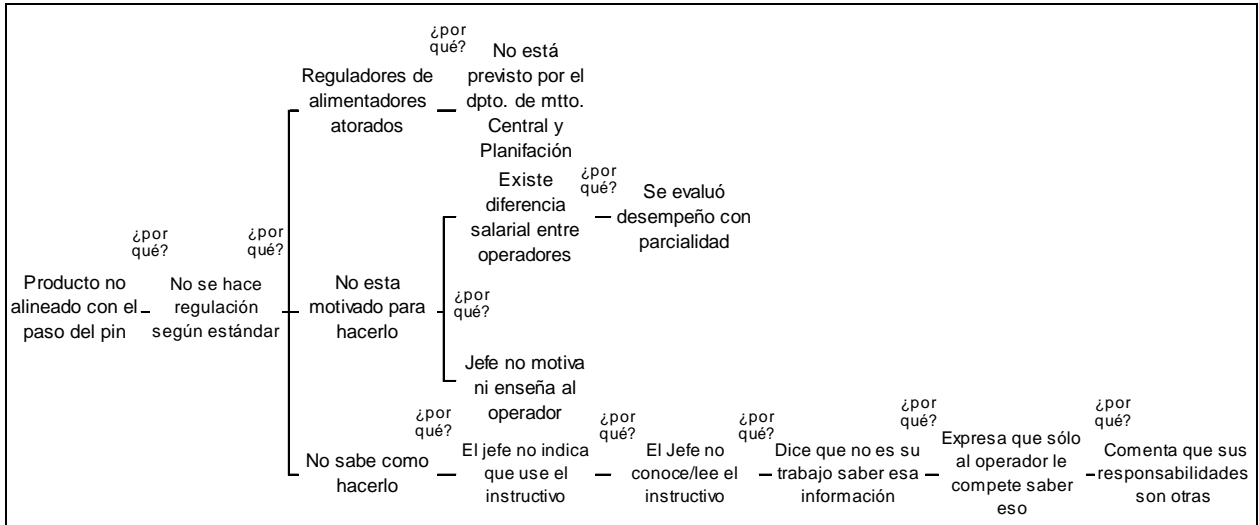 ¿por
qué?
Reguladores de
alimentadores
atorados
No está
previsto por el
dpto. de mtto.
Central y
Planifación
Existe
diferencia
salarial entre
operadores
¿por
qué?
Se evaluó
desempeño con
parcialidad
¿por
qué?
¿por
qué?
Producto no
alineado con el
paso del pin
No se hace
regulación
según estándar
No esta
motivado para
hacerlo
¿por
qué?
Jefe no motiva
ni enseña al
operador
¿por
qué?
No sabe como
hacerlo
El jefe no indica
que use el
instructivo
¿por
qué?
El Jefe no
conoce/lee el
instructivo
¿por
qué?
Dice que no es su
trabajo saber esa
información
¿por
qué?
Expresa que sólo
al operador le
compete saber
eso
¿por
qué?
Comenta que sus
responsabilidades
son otras